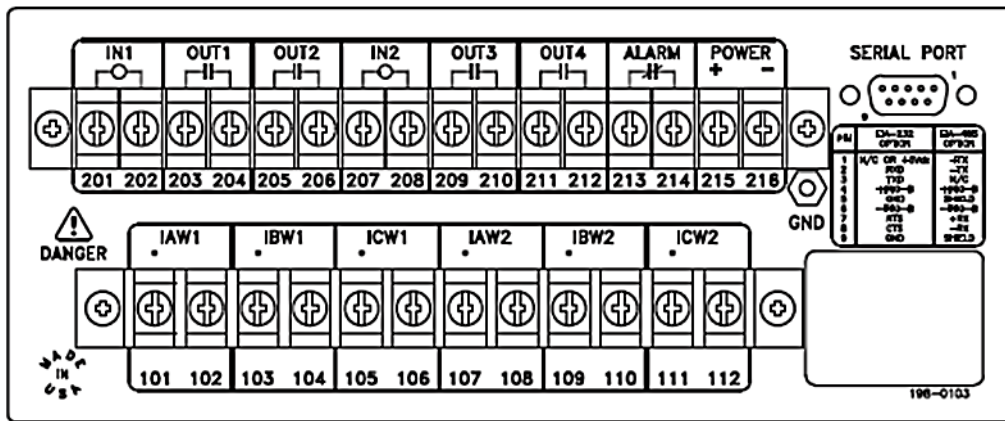 IN1 OUT1 OUT2 IN2 OUT3 OUT4 ALARM POWER
+ −
SERIAL PORT
1
9
201 202 203 204 205 206 207 208 209 210 211 212 213 214 215 216
GND
PIN EIA-232 OPTION EIA-485 OPTION
1 N/C OR +5Vdc -TX
2 RXD
3 TXD N/C
4
5 GND SHIELD
6
7 RTS +RX
8 CTS -RX
9 GND SHIELD
DANGER
IAW1 IBW1 ICW1 IAW2 IBW2 ICW2
101 102 103 104 105 106 107 108 109 110 111 112
MADE IN USA
196-0103